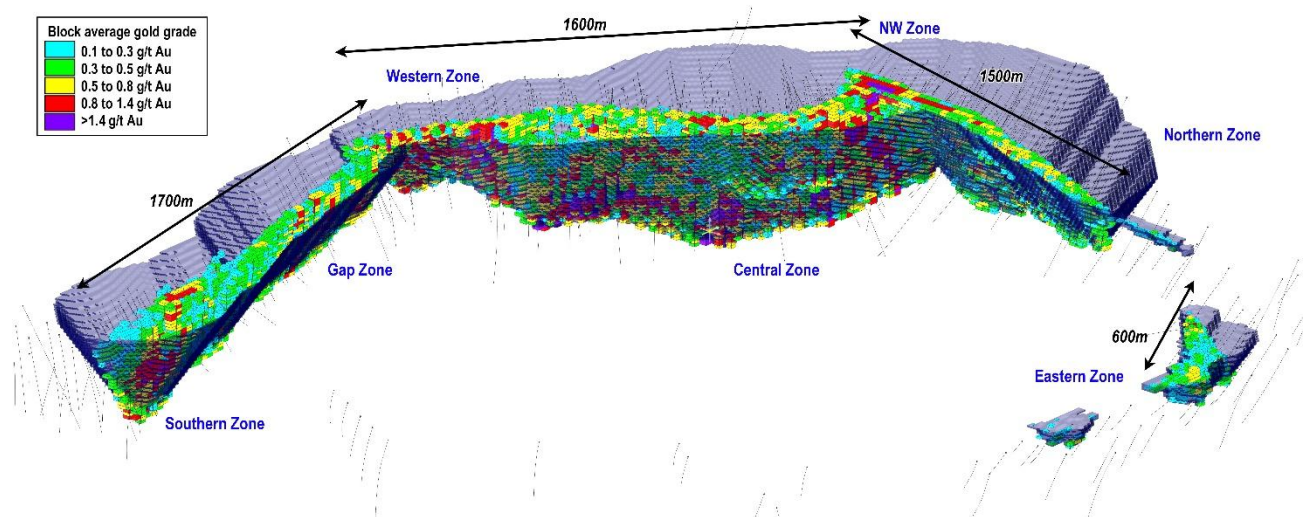 Block average gold grade
0.1 to 0.3 g/t Au
0.3 to 0.5 g/t Au
0.5 to 0.8 g/t Au
0.8 to 1.4 g/t Au
>1.4 g/t Au
1600m
NW Zone
Western Zone
1500m
Northern Zone
1700m
Gap Zone
Central Zone
600m
Eastern Zone
Southern Zone